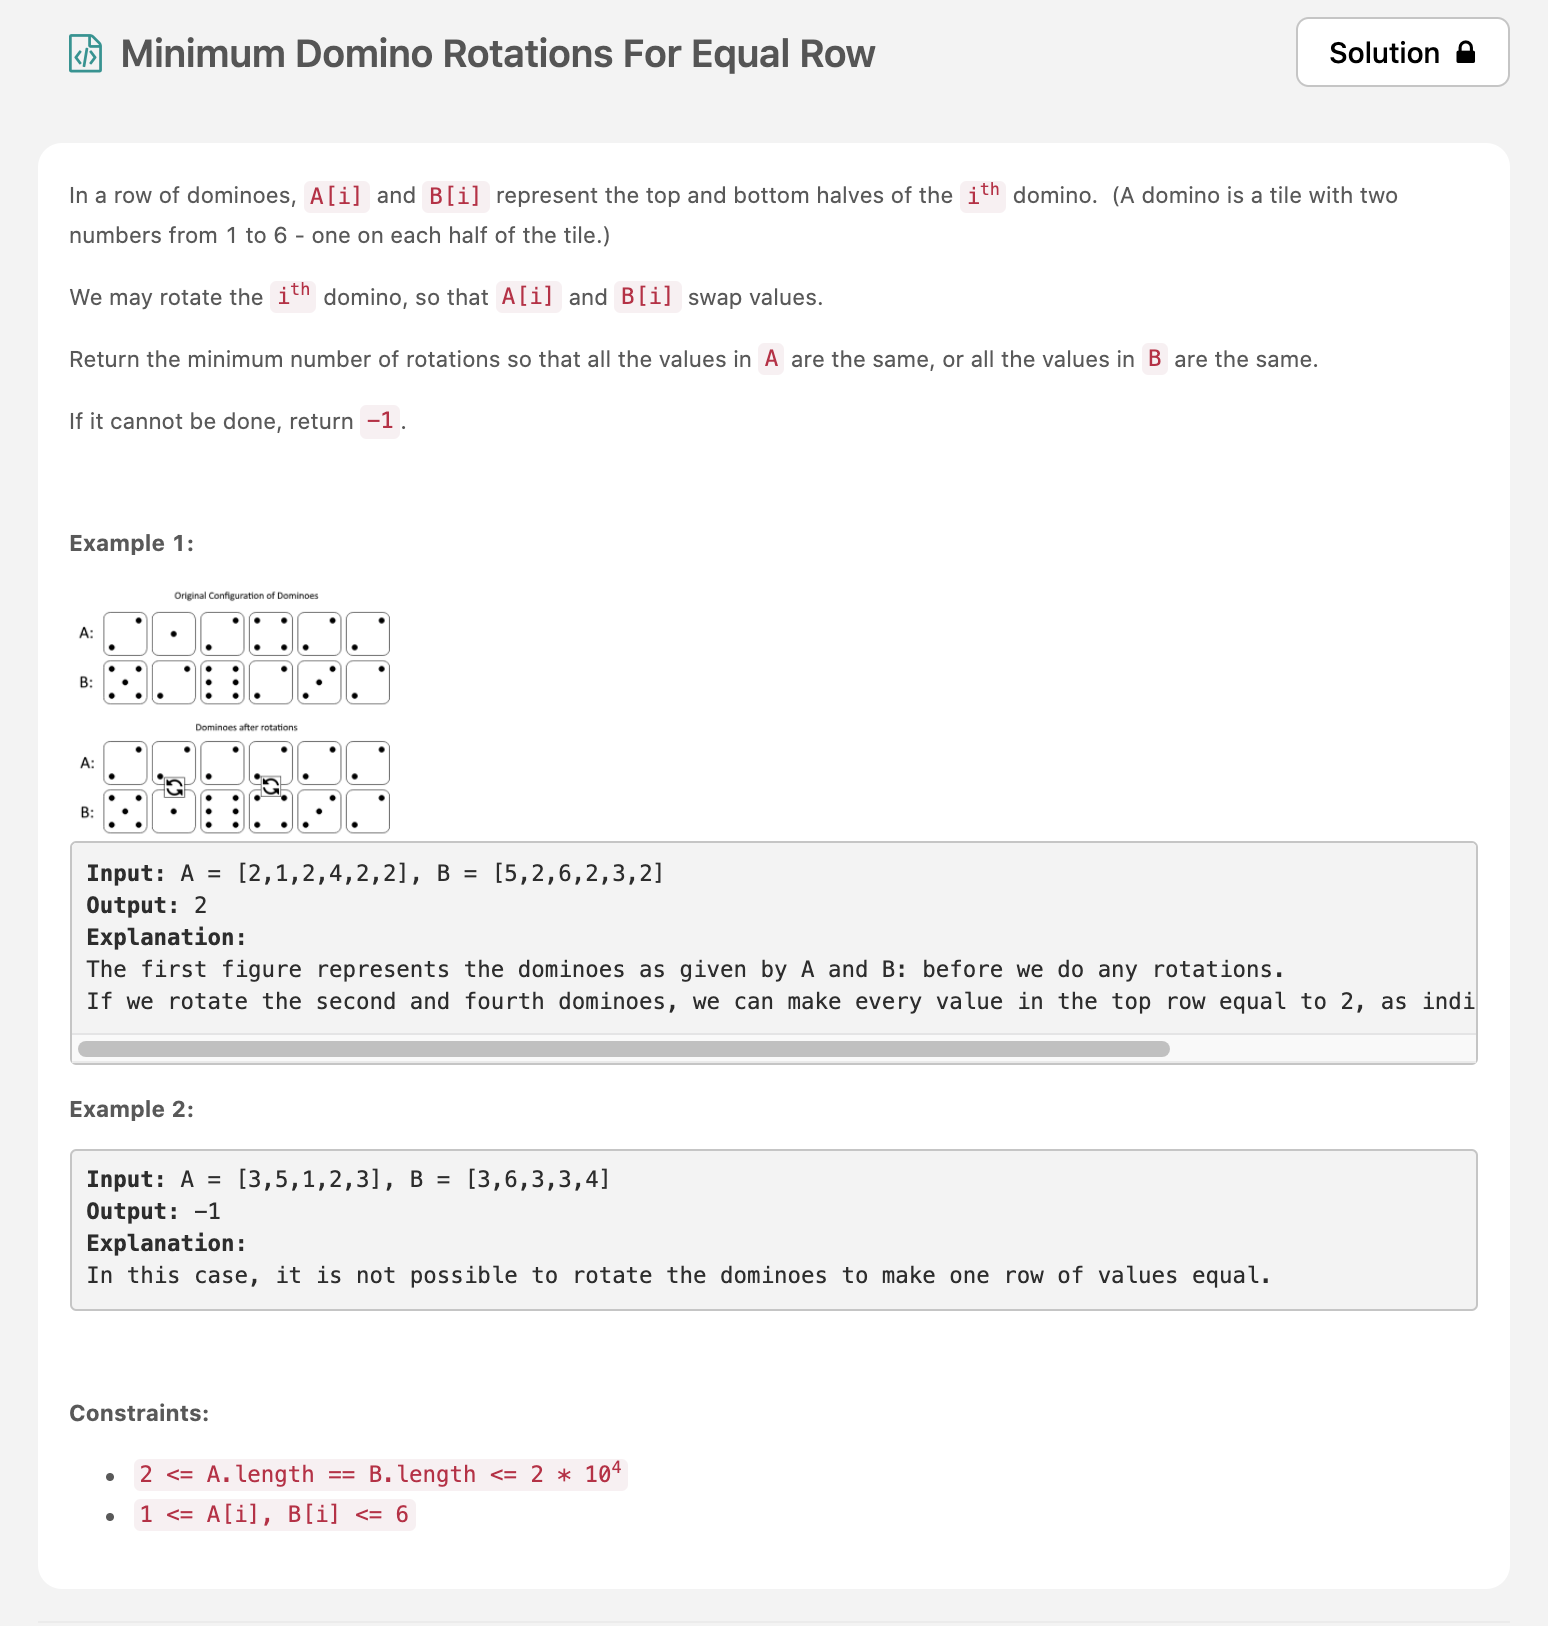 Minimum Domino Rotations For Equal Row
Solution
In a row of dominoes, A[i] and B[i] represent the top and bottom halves of the ith domino. (A domino is a tile with two
numbers from 1 to 6 - one on each half of the tile.)
We may rotate the ith domino, so that A[i] and B[i] swap values.
Return the minimum number of rotations so that all the values in A are the same, or all the values in B are the same.
If it cannot be done, return -1.
Example 1:
Original Configuration of Dominoes
A:
B:
Dominoes after rotations
A:
B:
Input: A = [2,1,2,4,2,2], B = [5,2,6,2,3,2]
Output: 2
Explanation:
The first figure represents the dominoes as given by A and B: before we do any rotations.
If we rotate the second and fourth dominoes, we can make every value in the top row equal to 2, as indi
Example 2:
Input: A = [3,5,1,2,3], B = [3,6,3,3,4]
Output: -1
Explanation:
In this case, it is not possible to rotate the dominoes to make one row of values equal.
Constraints:
• 2 <= A.length == B.length <= 2 * 10⁴
• 1 <= A[i], B[i] <= 6